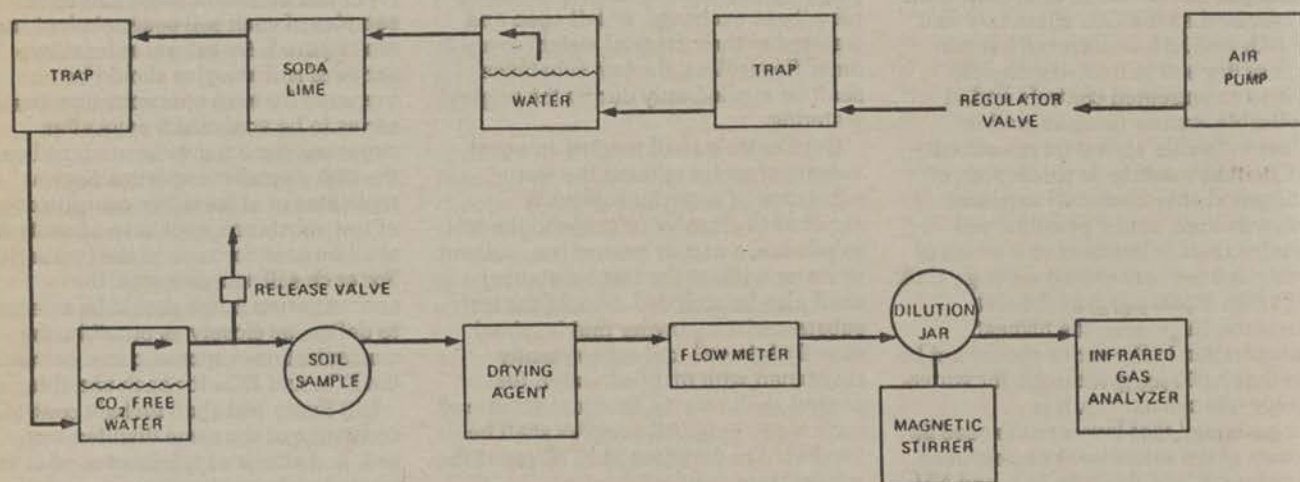 TRAP
SODA
LIME
WATER
TRAP
REGULATOR
VALVE
AIR
PUMP
RELEASE VALVE
CO₂ FREE
WATER
SOIL
SAMPLE
DRYING
AGENT
FLOW METER
DILUTION
JAR
MAGNETIC
STIRRER
INFRARED
GAS
ANALYZER